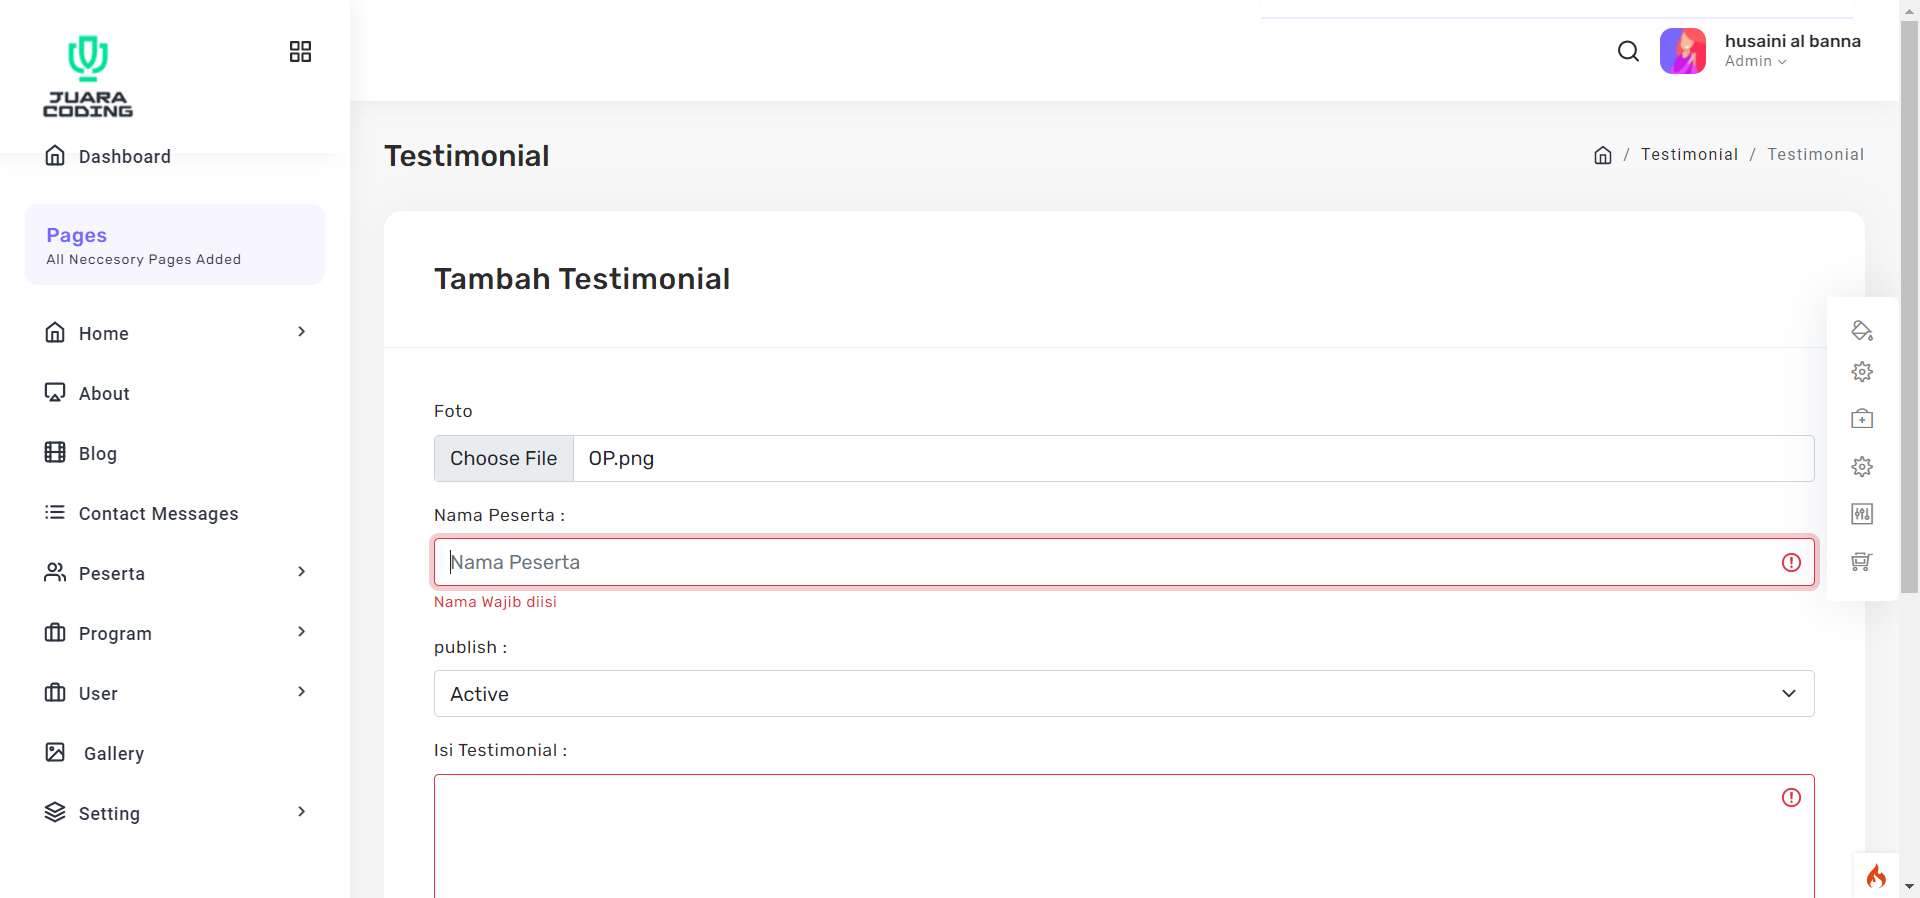 JUARA
CODING
Dashboard
Pages
All Neccesory Pages Added
Home
About
Blog
Contact Messages
Peserta
Program
User
Gallery
Setting
husaini al banna
Admin
Testimonial
/ Testimonial / Testimonial
Tambah Testimonial
Foto
Choose File OP.png
Nama Peserta :
Nama Peserta
Nama Wajib diisi
publish :
Active
Isi Testimonial :